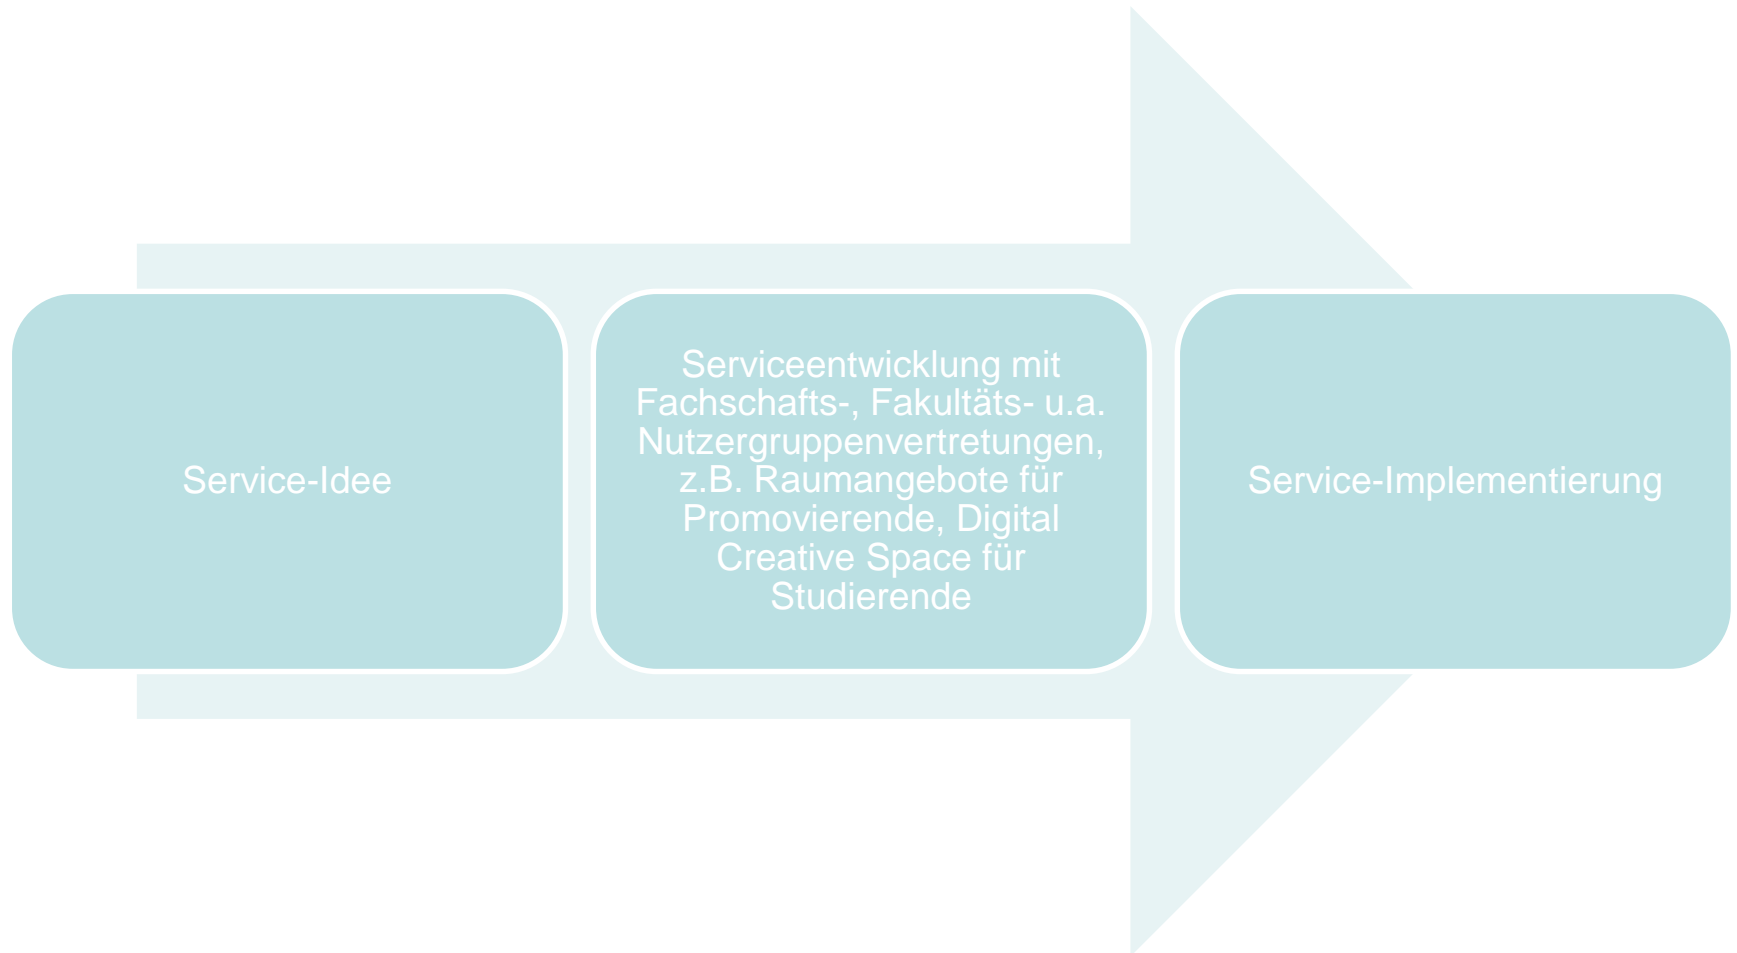 Service-Idee
Serviceentwicklung mit
Fachschafts-, Fakultäts- u.a.
Nutzergruppenvertretungen,
z.B. Raumangebote für
Promovierende, Digital
Creative Space für
Studierende
Service-Implementierung